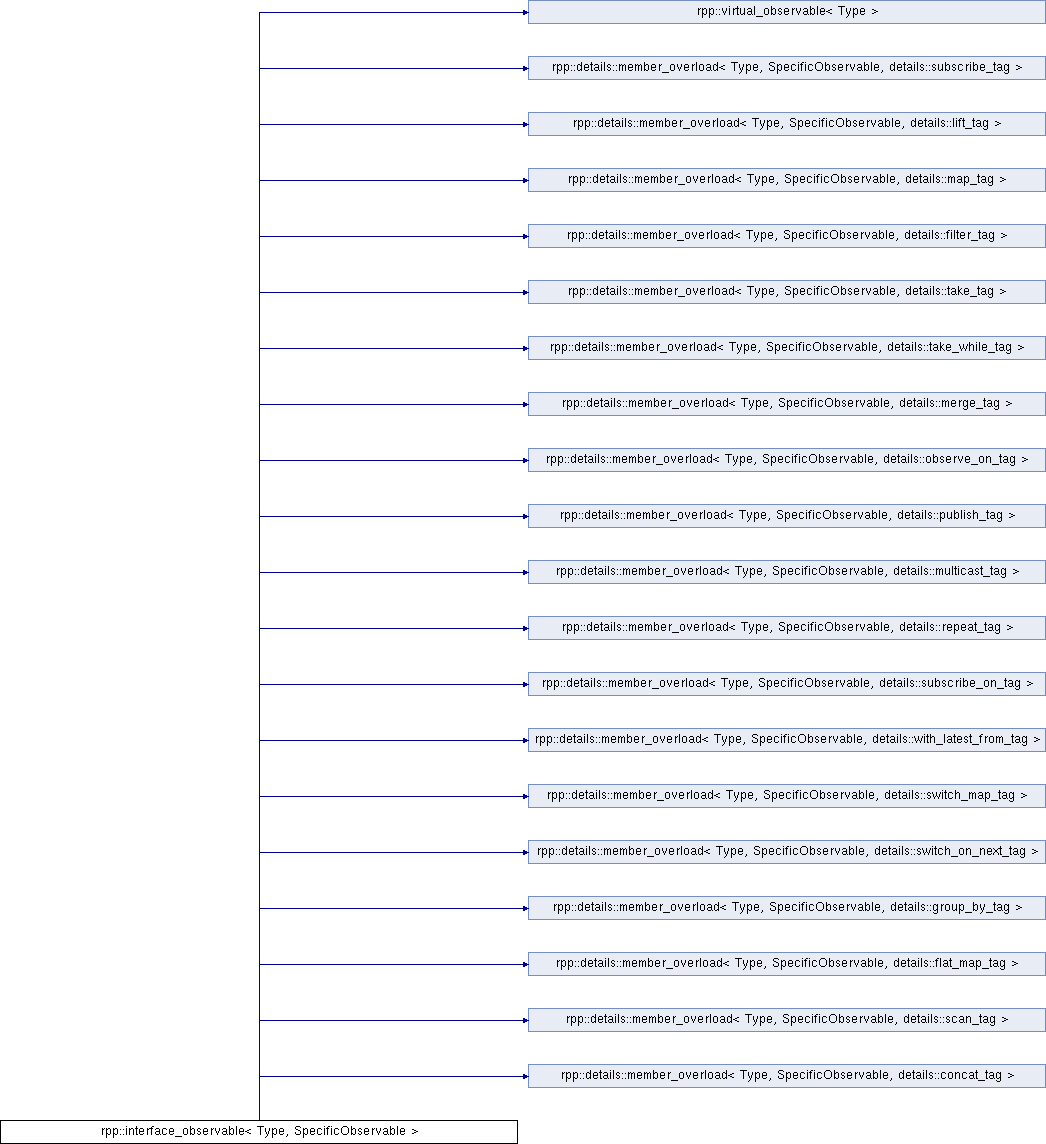 rpp::virtual_observable< Type >
rpp::details::member_overload< Type, SpecificObservable, details::subscribe_tag >
rpp::details::member_overload< Type, SpecificObservable, details::lift_tag >
rpp::details::member_overload< Type, SpecificObservable, details::map_tag >
rpp::details::member_overload< Type, SpecificObservable, details::filter_tag >
rpp::details::member_overload< Type, SpecificObservable, details::take_tag >
rpp::details::member_overload< Type, SpecificObservable, details::take_while_tag >
rpp::details::member_overload< Type, SpecificObservable, details::merge_tag >
rpp::details::member_overload< Type, SpecificObservable, details::observe_on_tag >
rpp::details::member_overload< Type, SpecificObservable, details::publish_tag >
rpp::details::member_overload< Type, SpecificObservable, details::multicast_tag >
rpp::details::member_overload< Type, SpecificObservable, details::repeat_tag >
rpp::details::member_overload< Type, SpecificObservable, details::subscribe_on_tag >
rpp::details::member_overload< Type, SpecificObservable, details::with_latest_from_tag >
rpp::details::member_overload< Type, SpecificObservable, details::switch_map_tag >
rpp::details::member_overload< Type, SpecificObservable, details::switch_on_next_tag >
rpp::details::member_overload< Type, SpecificObservable, details::group_by_tag >
rpp::details::member_overload< Type, SpecificObservable, details::flat_map_tag >
rpp::details::member_overload< Type, SpecificObservable, details::scan_tag >
rpp::details::member_overload< Type, SpecificObservable, details::concat_tag >
rpp::interface_observable< Type, SpecificObservable >